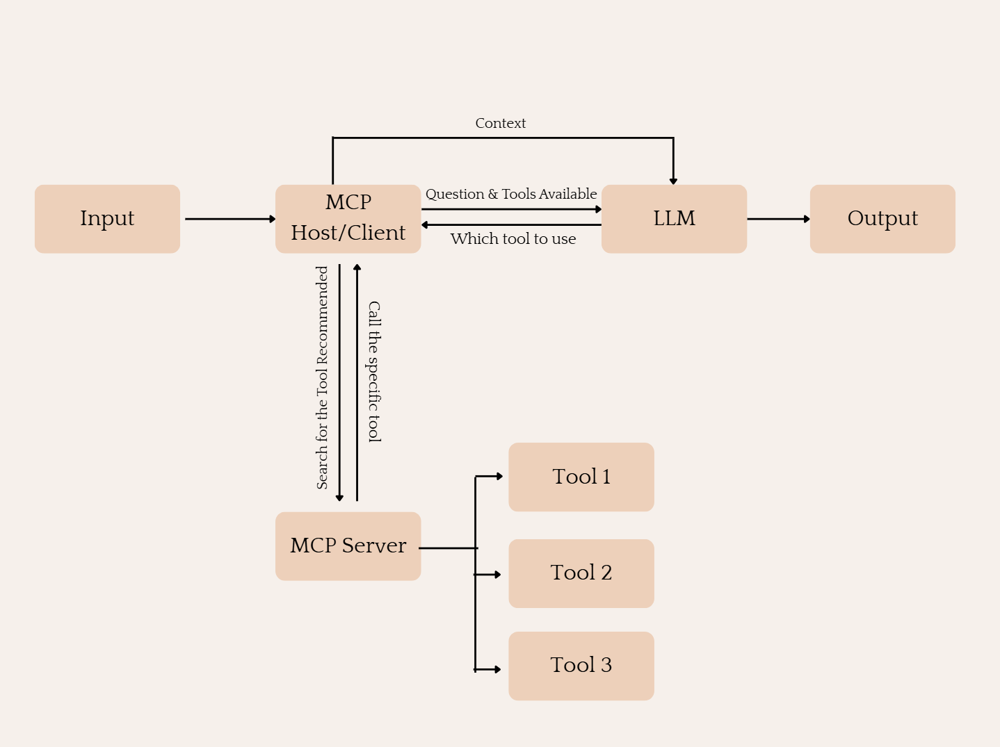 Context
Input
MCP
Host/Client
Question & Tools Available
Which tool to use
LLM
Output
Search for the Tool Recommended
Call the specific tool
MCP Server
Tool 1
Tool 2
Tool 3